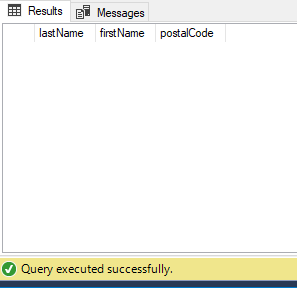 Results Messages
lastName firstName postalCode
Query executed successfully.